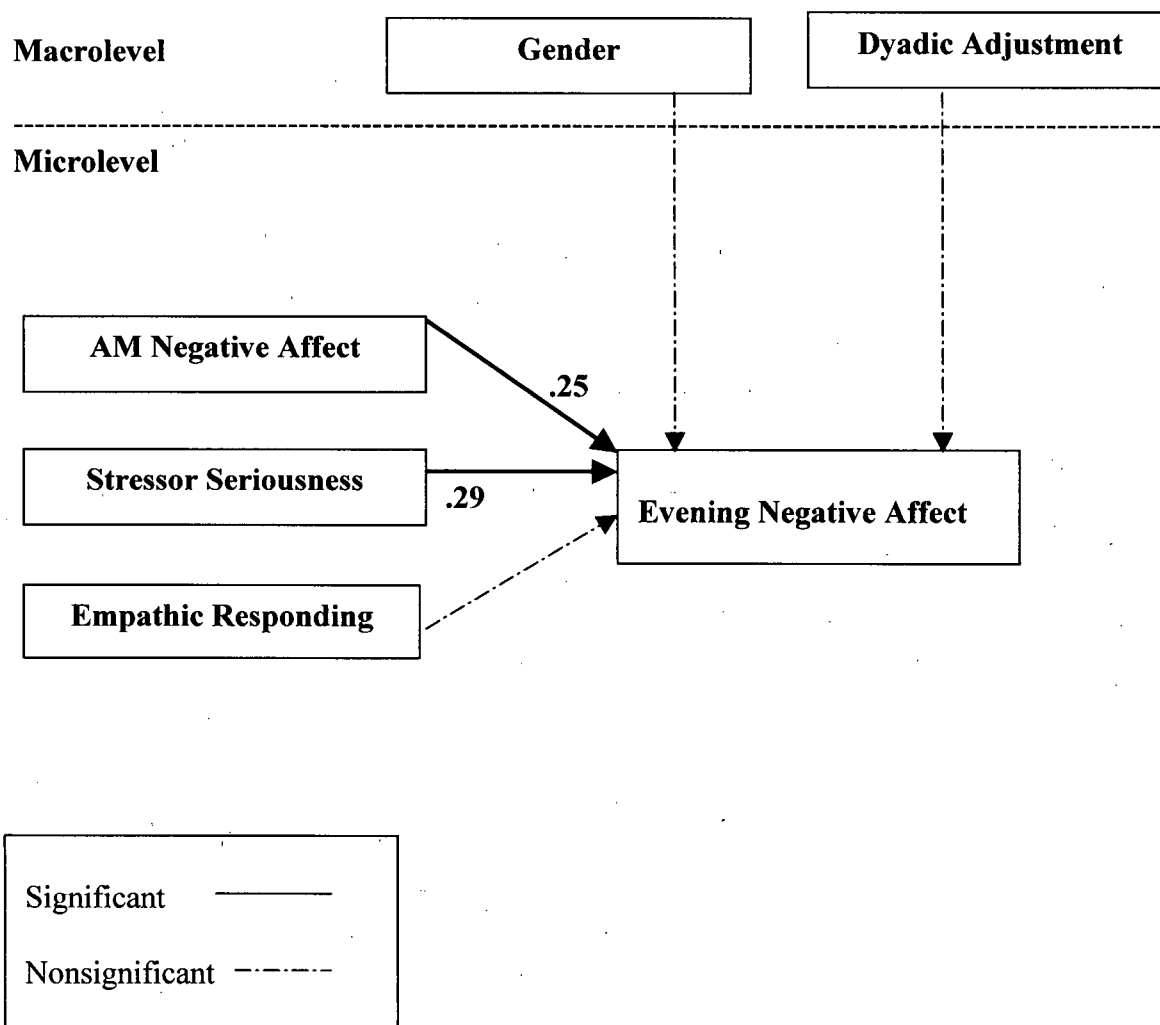 Macrolevel
Gender
Dyadic Adjustment
Microlevel
AM Negative Affect
.25
Stressor Seriousness
.29
Evening Negative Affect
Empathic Responding
Significant
Nonsignificant